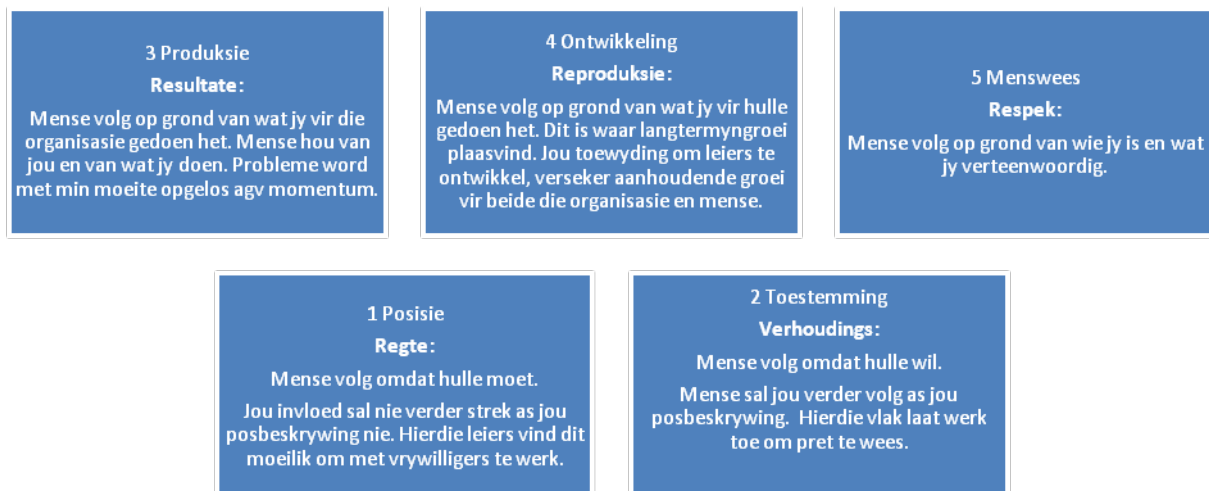 3 Produksie
Resultate:
Mense volg op grond van wat jy vir die
organisasie gedoen het. Mense hou van
jou en van wat jy doen. Probleme word
met min moeite opgelos agv momentum.
4 Ontwikkeling
Reproduksie:
Mense volg op grond van wat jy vir hulle
gedoen het. Dit is waar langtermyngroei
plaasvind. Jou toewyding om leiers te
ontwikkel, verseker aanhoudende groei
vir beide die organisasie en mense.
5 Menswees
Respek:
Mense volg op grond van wie jy is en wat
jy verteenwoordig.
1 Posisie
Regte:
Mense volg omdat hulle moet.
Jou invloed sal nie verder strek as jou
posbeskrywing nie. Hierdie leiers vind dit
moeilik om met vrywilligers te werk.
2 Toestemming
Verhoudings:
Mense volg omdat hulle wil.
Mense sal jou verder volg as jou
posbeskrywing. Hierdie vlak laat werk
toe om pret te wees.